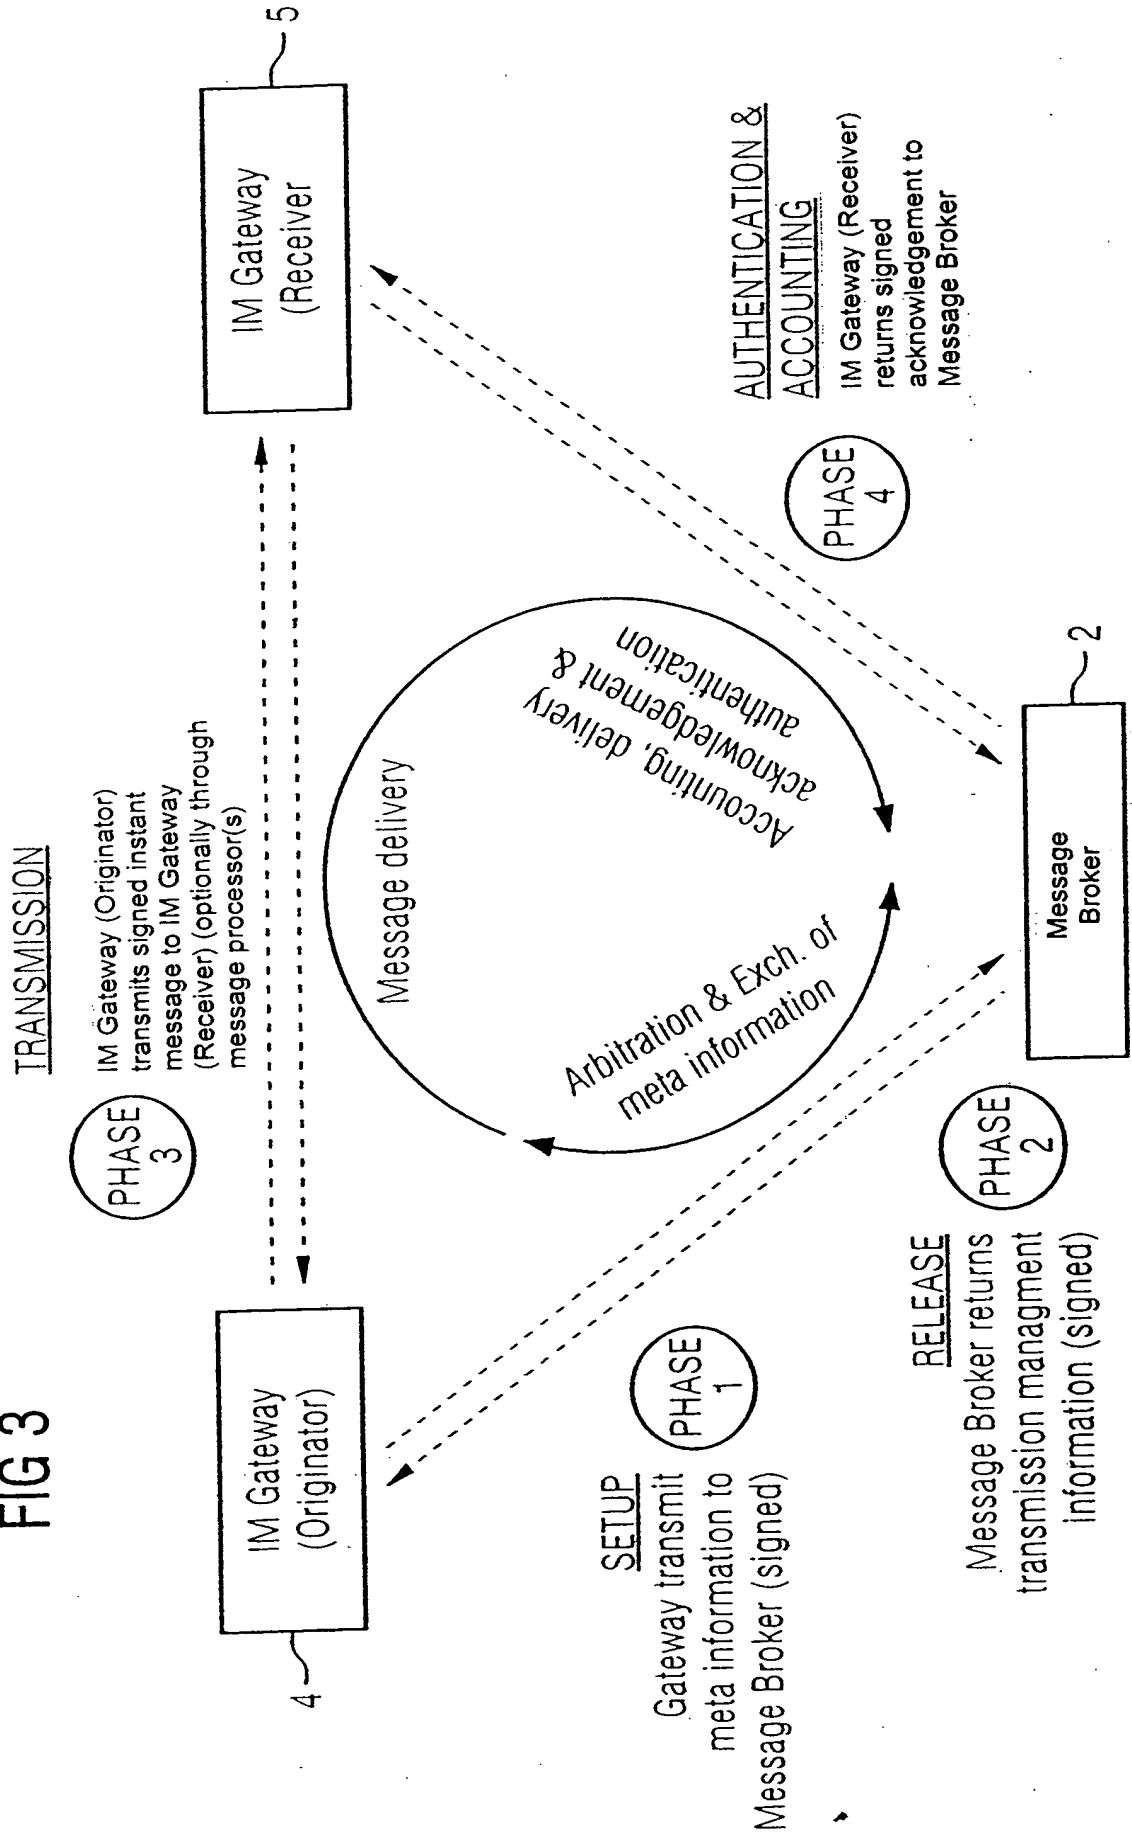 FIG 3
TRANSMISSION
PHASE
3
IM Gateway (Originator)
transmits signed instant
message to IM Gateway
(Receiver) (optionally through
message processor(s)
IM Gateway
(Originator)
4
IM Gateway
(Receiver
5
Message delivery
Arbitration & Exch. of
meta information
Accounting, delivery
acknowledgement &
authentication
SETUP
Gateway transmit
meta information to
Message Broker (signed)
PHASE
1
RELEASE
Message Broker returns
transmission managment
information (signed)
PHASE
2
Message
Broker
2
PHASE
4
AUTHENTICATION &
ACCOUNTING
IM Gateway (Receiver)
returns signed
acknowledgement to
Message Broker